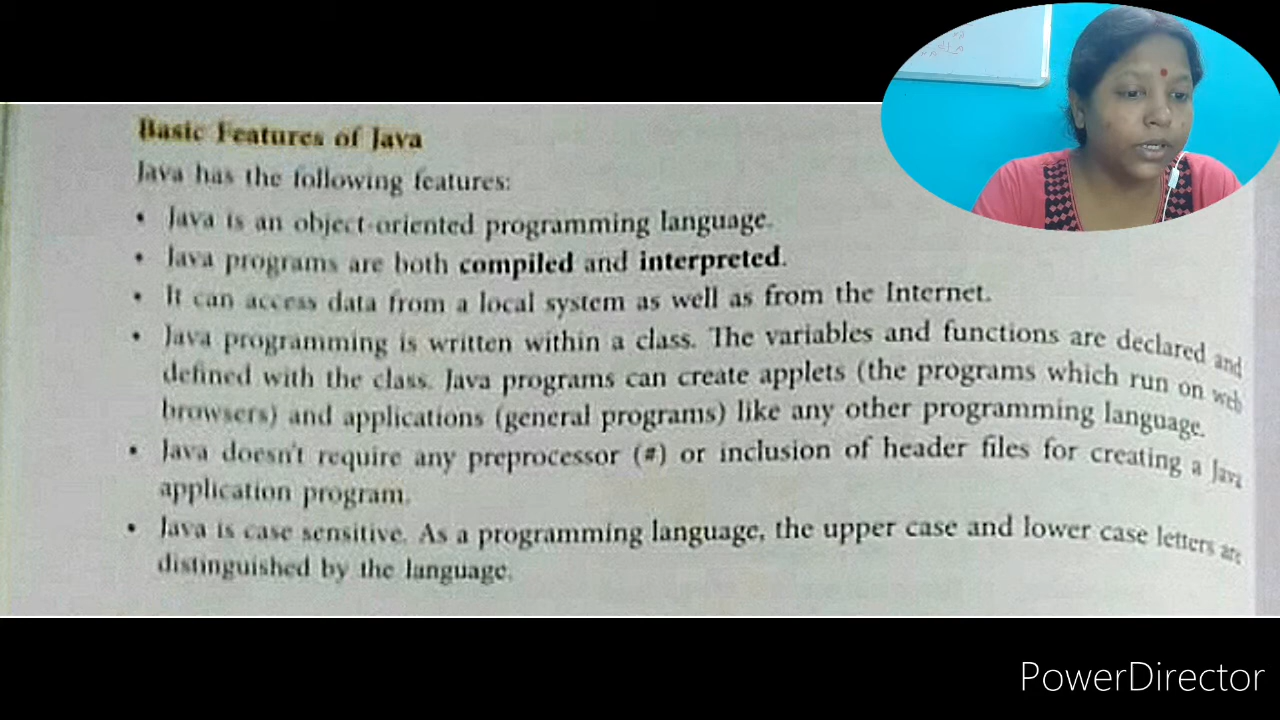 Basic Features of Java
Java has the following features:
• Java is an object-oriented programming language.
• Java programs are both compiled and interpreted.
• It can access data from a local system as well as from the Internet.
• Java programming is written within a class. The variables and functions are declared and
defined with the class. Java programs can create applets (the programs which run on web
browsers) and applications (general programs) like any other programming language.
• Java doesn't require any preprocessor (#) or inclusion of header files for creating a Java
application program.
• Java is case sensitive. As a programming language, the upper case and lower case letters are
distinguished by the language.
PowerDirector